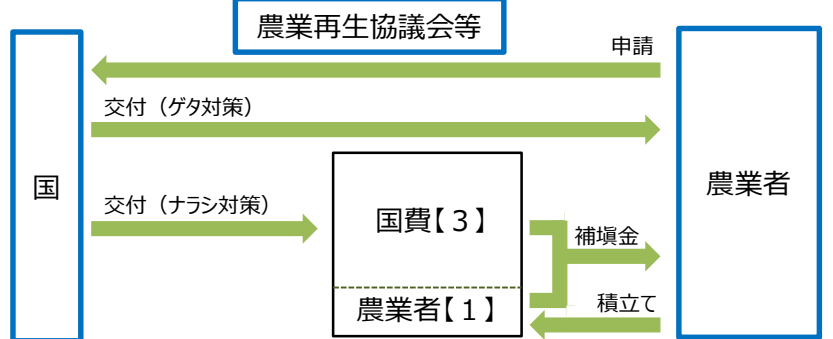 農業再生協議会等
申請
交付（ゲタ対策）
国
農業者
交付（ナラシ対策）
国費【３】
補塡金
農業者【１】
積立て